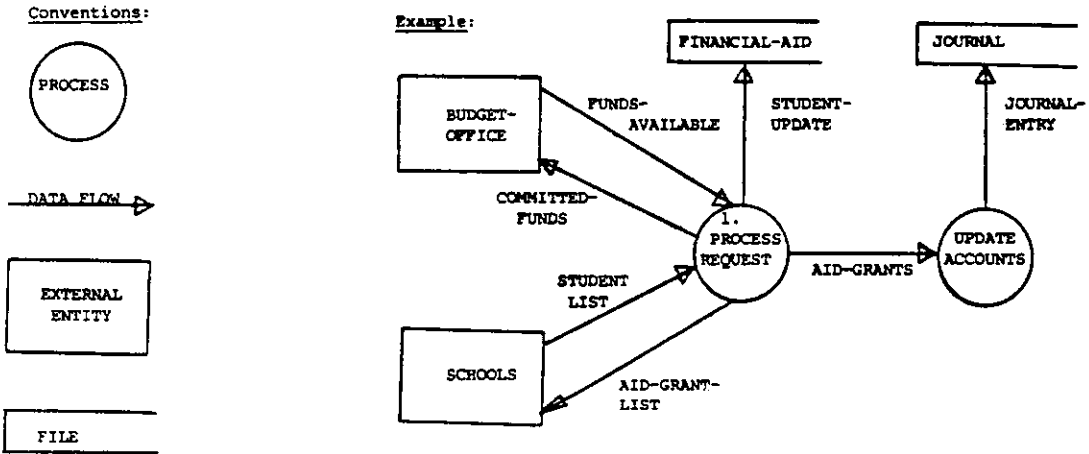 Conventions:
PROCESS
DATA FLOW
EXTERNAL
ENTITY
FILE
Example:
FINANCIAL-AID
JOURNAL
BUDGET-
OFFICE
FUNDS-
AVAILABLE
STUDENT-
UPDATE
JOURNAL-
ENTRY
COMMITTED-
FUNDS
1.
PROCESS
REQUEST
AID-GRANTS
UPDATE
ACCOUNTS
STUDENT
LIST
SCHOOLS
AID-GRANT-
LIST